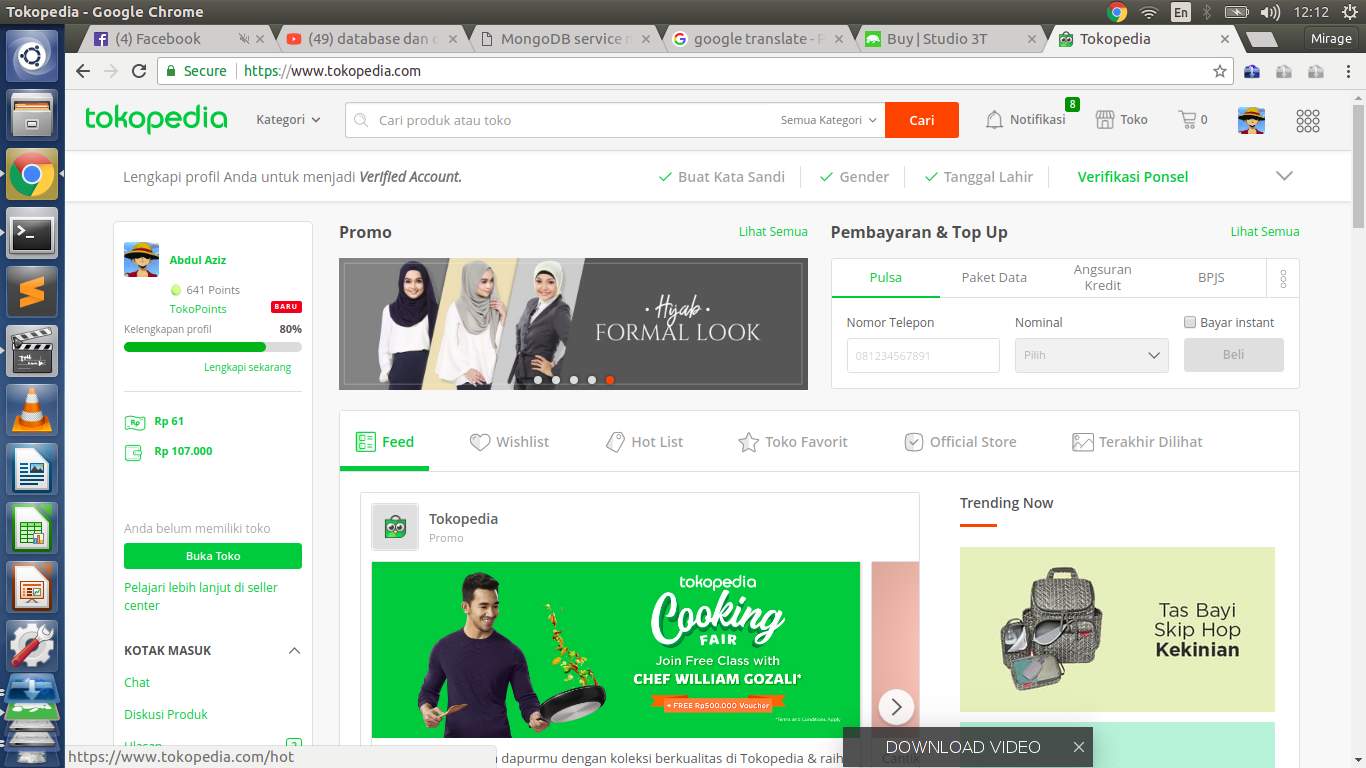 Tokopedia - Google Chrome
En
12:12
(4) Facebook
(49) database dan
MongoDB service
google translate -
Buy | Studio 3T
Tokopedia
Mirage
Secure
https://www.tokopedia.com
tokopedia
Kategori
Cari produk atau toko
Semua Kategori
Cari
8
Notifikasi
Toko
0
Lengkapi profil Anda untuk menjadi Verified Account.
Buat Kata Sandi
Gender
Tanggal Lahir
Verifikasi Ponsel
Abdul Aziz
641 Points
TokoPoints
BARU
Kelengkapan profil
80%
Lengkapi sekarang
Rp
Rp 61
Rp 107.000
Anda belum memiliki toko
Buka Toko
Pelajari lebih lanjut di seller
center
KOTAK MASUK
Chat
Diskusi Produk
Promo
Lihat Semua
Hijab
FORMAL LOOK
Pembayaran & Top Up
Lihat Semua
Pulsa
Paket Data
Angsuran
Kredit
BPJS
Nomor Telepon
Nominal
Bayar instant
081234567891
Pilih
Beli
Feed
Wishlist
Hot List
Toko Favorit
Official Store
Terakhir Dilihat
Tokopedia
Promo
tokopedia
Cooking
FAIR
Join Free Class with
CHEF WILLIAM GOZALI*
+ FREE Rp500.000 Voucher
*Terms and Conditions Apply
dapurmu dengan koleksi berkualitas di Tokopedia & raih
Cantik
Trending Now
Tas Bayi
Skip Hop
Kekinian
DOWNLOAD VIDEO
https://www.tokopedia.com/hot